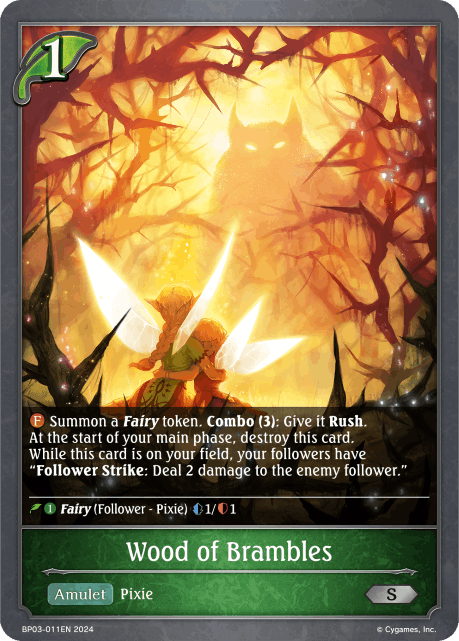 1
F Summon a Fairy token. Combo (3): Give it Rush.
At the start of your main phase, destroy this card.
While this card is on your field, your followers have
“Follower Strike: Deal 2 damage to the enemy follower.”
1 Fairy (Follower - Pixie) 1/1
Wood of Brambles
Amulet Pixie
S
BP03-011EN 2024
© Cygames, Inc.